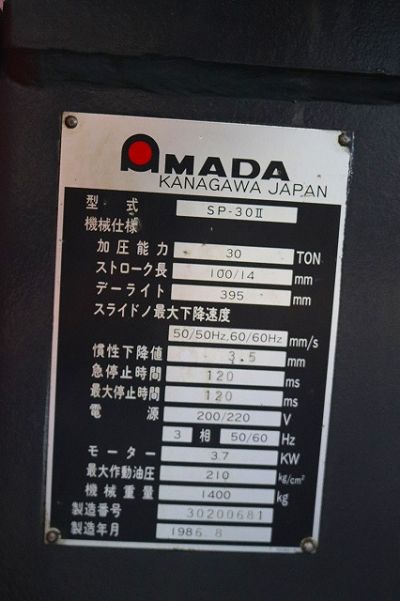 AMADA
KANAGAWA JAPAN
型式 SP-30Ⅱ
機械仕様
加圧能力 30 TON
ストローク長 100/14 mm
デーライト 395 mm
スライドノ最大下降速度
50/50Hz,60/60Hz mm/s
慣性下降値 3.5 mm
急停止時間 120 ms
最大停止時間 120 ms
電源 200/220 V
3 相 50/60 Hz
モーター 3.7 KW
最大作動油圧 210 kg/cm²
機械重量 1400 kg
製造番号 30200681
製造年月 1986.8